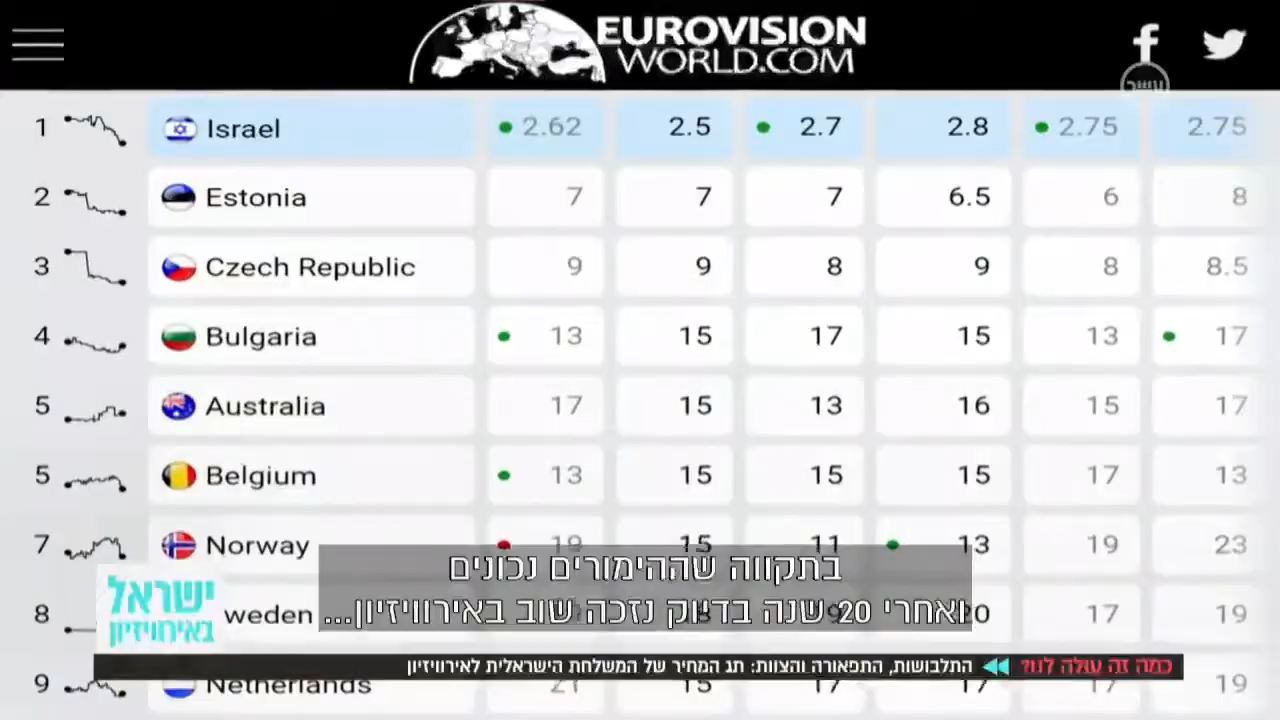 EUROVISION
WORLD.COM
עשר
1 Israel 2.62 2.5 2.7 2.8 2.75 2.75
2 Estonia 7 7 7 6.5 6 8
3 Czech Republic 9 9 8 9 8 8.5
4 Bulgaria 13 15 17 15 13 17
5 Australia 17 15 13 16 15 17
5 Belgium 13 15 15 15 17 13
7 Norway 19 15 11 13 19 23
8 weden 20 17 19
9 Netherlands 21 15 17 17 17 19
בתקווה שההימורים נכונים
ואחרי 20 שנה בדיוק נזכה שוב באירוויזיון...
ישראל
באירוויזיון
כמה זה עולה לנו? התלבושות, התפאורה והצוות: תג המחיר של המשלחת הישראלית לאירוויזיון